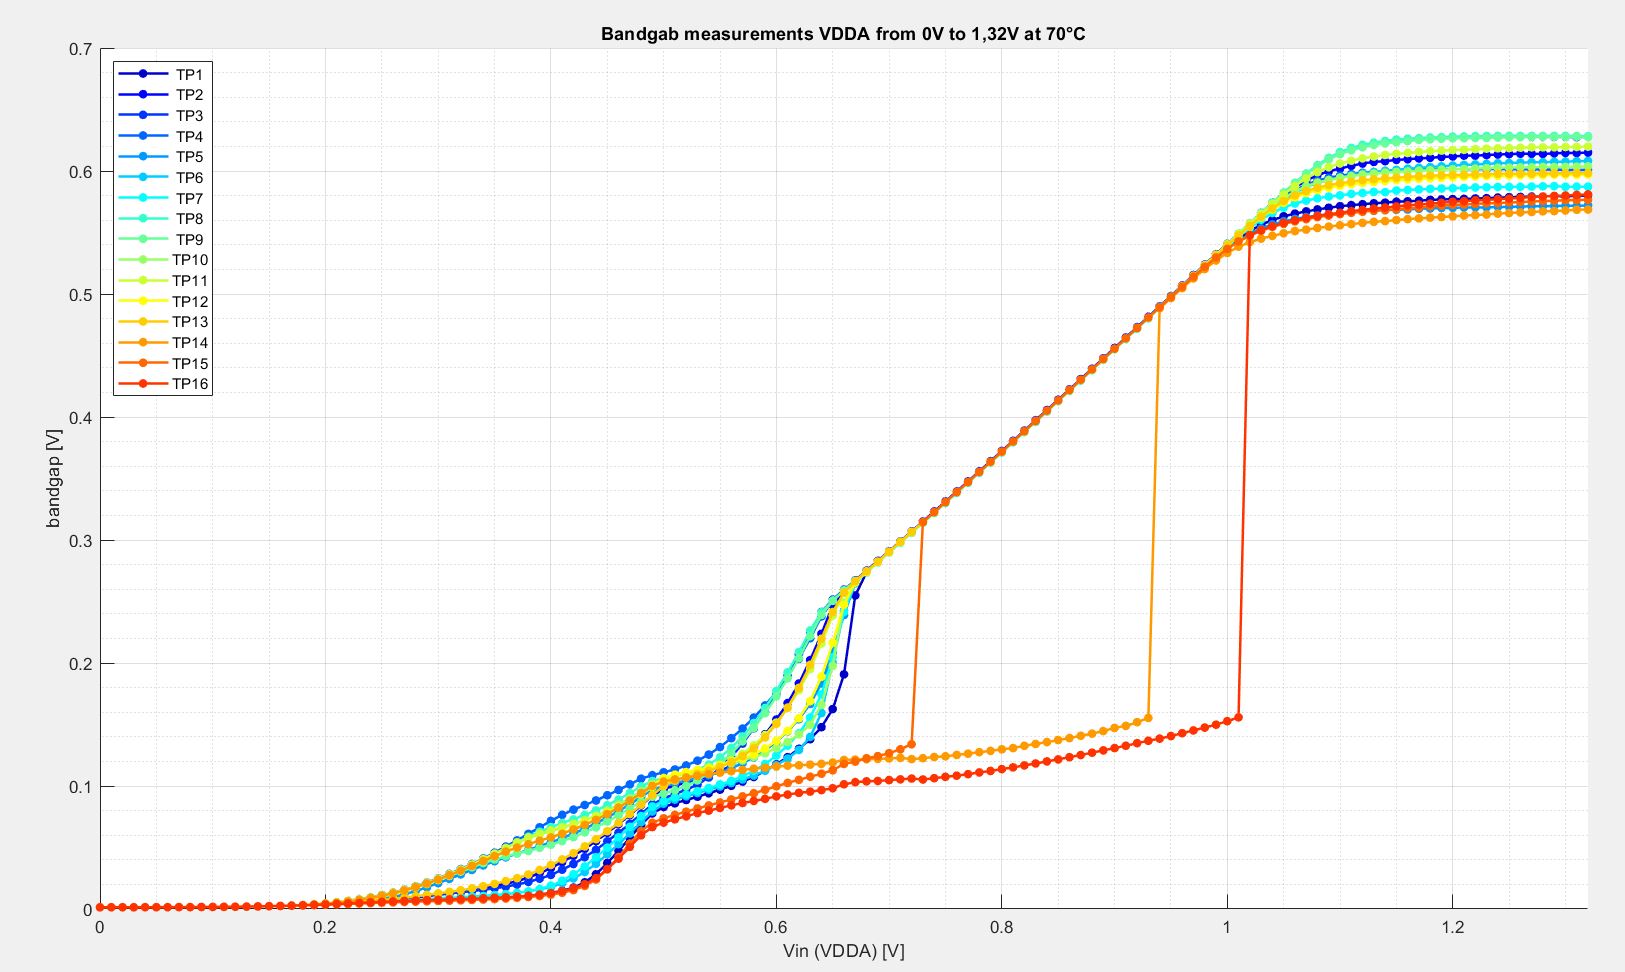 Bandgab measurements VDDA from 0V to 1,32V at 70°C
0.7
0.6
0.5
0.4
0.3
0.2
0.1
0
bandgap [V]
TP1
TP2
TP3
TP4
TP5
TP6
TP7
TP8
TP9
TP10
TP11
TP12
TP13
TP14
TP15
TP16
0
0.2
0.4
0.6
0.8
1
1.2
Vin (VDDA) [V]